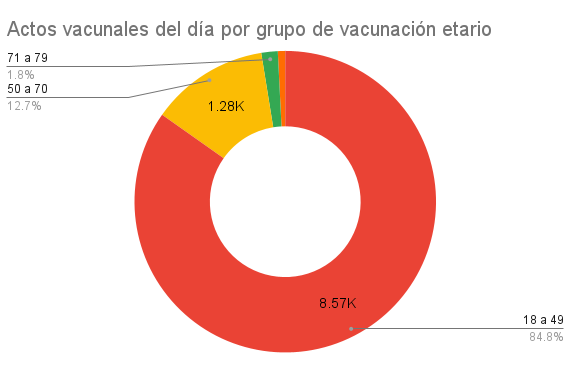 Actos vacunales del día por grupo de vacunación etario
71 a 79
1.8%
50 a 70
12.7%
1.28K
8.57K
18 a 49
84.8%